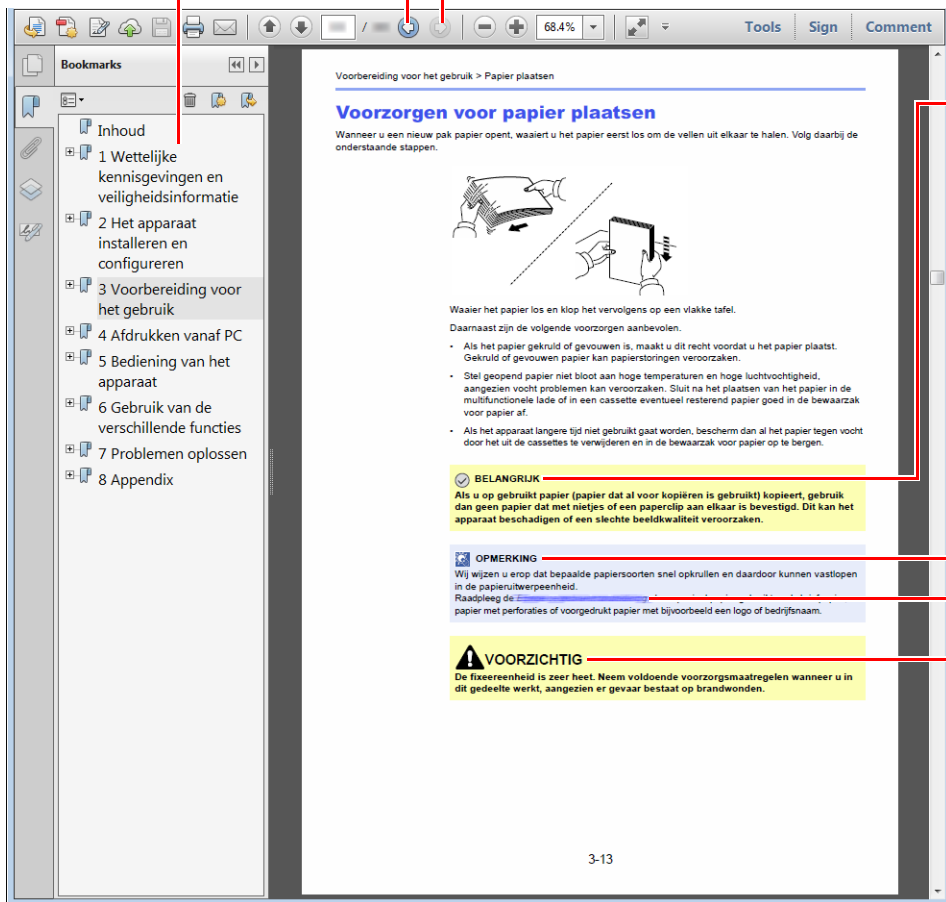 /
68.4%
Tools
Sign
Comment
Bookmarks
Inhoud
1 Wettelijke
kennisgevingen en
veiligheidsinformatie
2 Het apparaat
installeren en
configureren
3 Voorbereiding voor
het gebruik
4 Afdrukken vanaf PC
5 Bediening van het
apparaat
6 Gebruik van de
verschillende functies
7 Problemen oplossen
8 Appendix
Voorbereiding voor het gebruik > Papier plaatsen
Voorzorgen voor papier plaatsen
Wanneer u een nieuw pak papier opent, waaiert u het papier eerst los om de vellen uit elkaar te halen. Volg daarbij de
onderstaande stappen.
Waaier het papier los en klop het vervolgens op een vlakke tafel.
Daarnaast zijn de volgende voorzorgen aanbevolen.
• Als het papier gekruld of gevouwen is, maakt u dit recht voordat u het papier plaatst.
Gekruld of gevouwen papier kan papierstoringen veroorzaken.
• Stel geopend papier niet bloot aan hoge temperaturen en hoge luchtvochtigheid,
aangezien vocht problemen kan veroorzaken. Sluit na het plaatsen van het papier in de
multifunctionele lade of in een cassette eventueel resterend papier goed in de bewaarzak
voor papier af.
• Als het apparaat langere tijd niet gebruikt gaat worden, bescherm dan al het papier tegen vocht
door het uit de cassettes te verwijderen en in de bewaarzak voor papier op te bergen.
BELANGRIJK
Als u op gebruikt papier (papier dat al voor kopiëren is gebruikt) kopieert, gebruik
dan geen papier dat met nietjes of een paperclip aan elkaar is bevestigd. Dit kan het
apparaat beschadigen of een slechte beeldkwaliteit veroorzaken.
OPMERKING
Wij wijzen u erop dat bepaalde papiersoorten snel opkrullen en daardoor kunnen vastlopen
in de papieruitwerpeenheid.
Raadpleeg de
papier met perforaties of voorgedrukt papier met bijvoorbeeld een logo of bedrijfsnaam.
VOORZICHTIG
De fixeereenheid is zeer heet. Neem voldoende voorzorgsmaatregelen wanneer u in
dit gedeelte werkt, aangezien er gevaar bestaat op brandwonden.
3-13